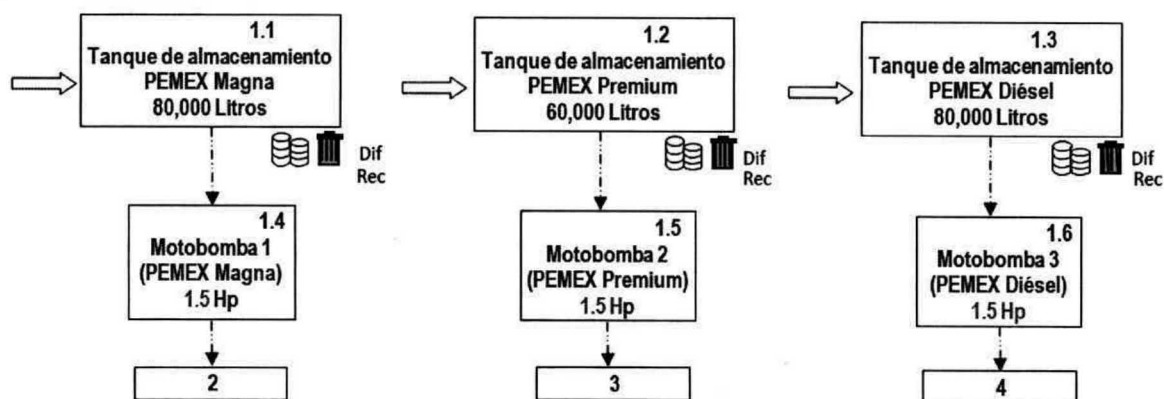 1.1
Tanque de almacenamiento
PEMEX Magna
80,000 Litros
Dif
Rec
1.4
Motobomba 1
(PEMEX Magna)
1.5 Hp
2
1.2
Tanque de almacenamiento
PEMEX Premium
60,000 Litros
Dif
Rec
1.5
Motobomba 2
(PEMEX Premium)
1.5 Hp
3
1.3
Tanque de almacenamiento
PEMEX Diésel
80,000 Litros
Dif
Rec
1.6
Motobomba 3
(PEMEX Diésel)
1.5 Hp
4